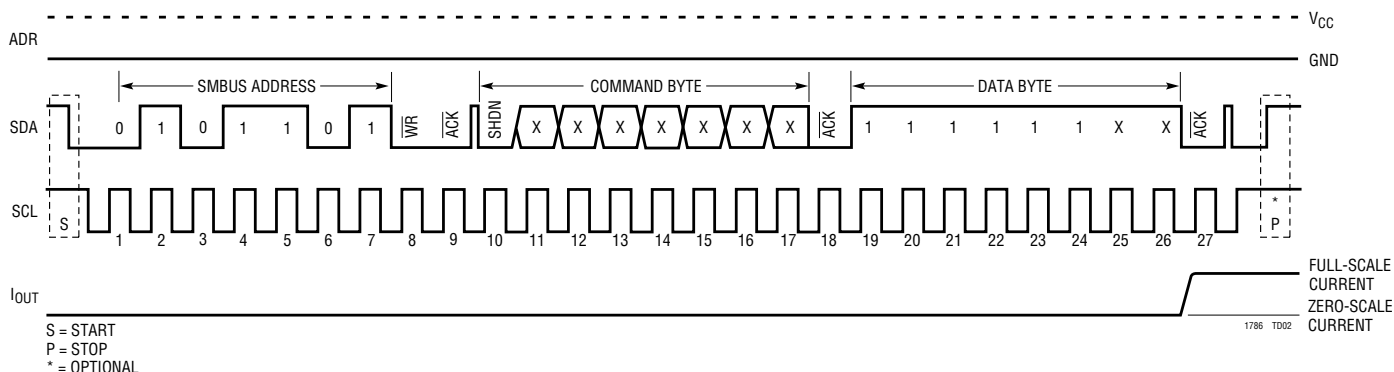 V_CC
ADR
GND
SMBUS ADDRESS
COMMAND BYTE
DATA BYTE
SDA
0 1 0 1 1 0 1 WR ACK SHDN X X X X X X X ACK 1 1 1 1 1 1 X X ACK
SCL
S
* P
1 2 3 4 5 6 7 8 9 10 11 12 13 14 15 16 17 18 19 20 21 22 23 24 25 26 27
FULL-SCALE
CURRENT
I_OUT
ZERO-SCALE
CURRENT
1786 TD02
S = START
P = STOP
* = OPTIONAL